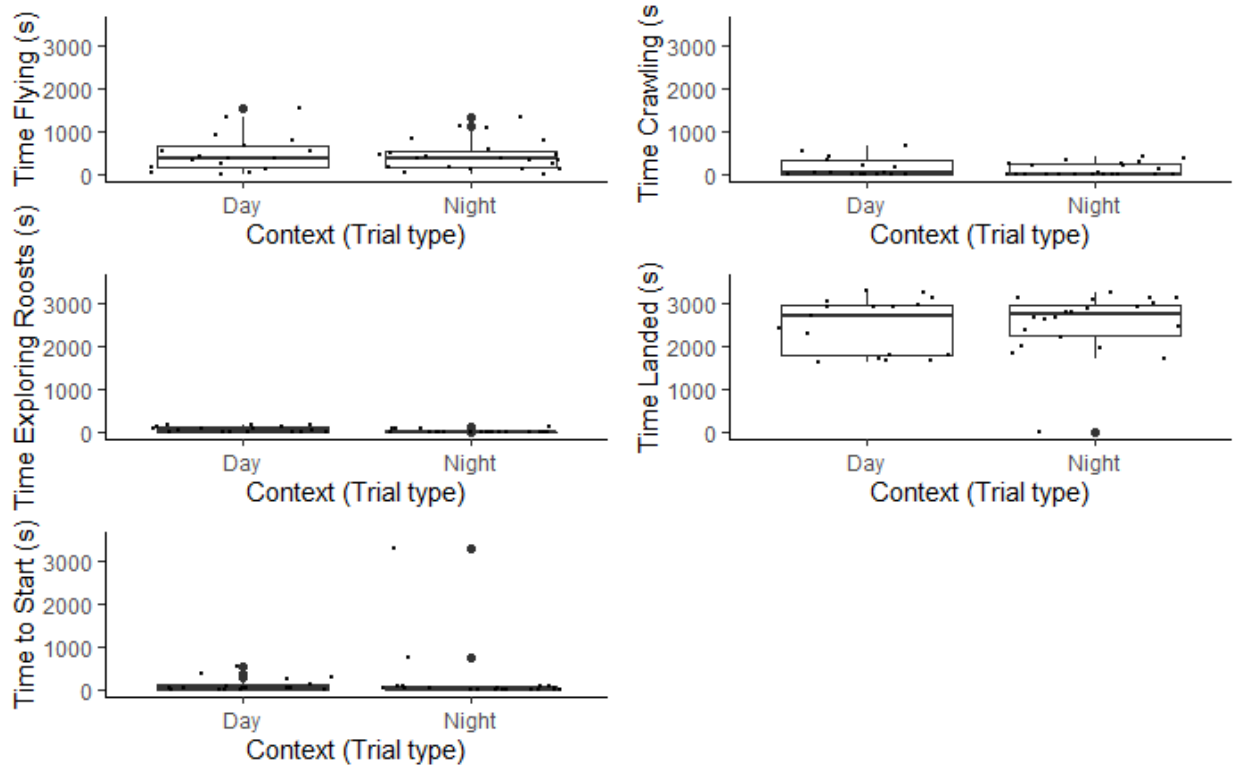 Time Flying (s)
3000
2000
1000
0
Day
Night
Context (Trial type)
Time Crawling (s
3000
2000
1000
0
Day
Night
Context (Trial type)
Time Exploring Roosts (s)
3000
2000
1000
0
Day
Night
Context (Trial type)
Time Landed (s)
3000
2000
1000
0
Day
Night
Context (Trial type)
Time to Start (s)
3000
2000
1000
0
Day
Night
Context (Trial type)